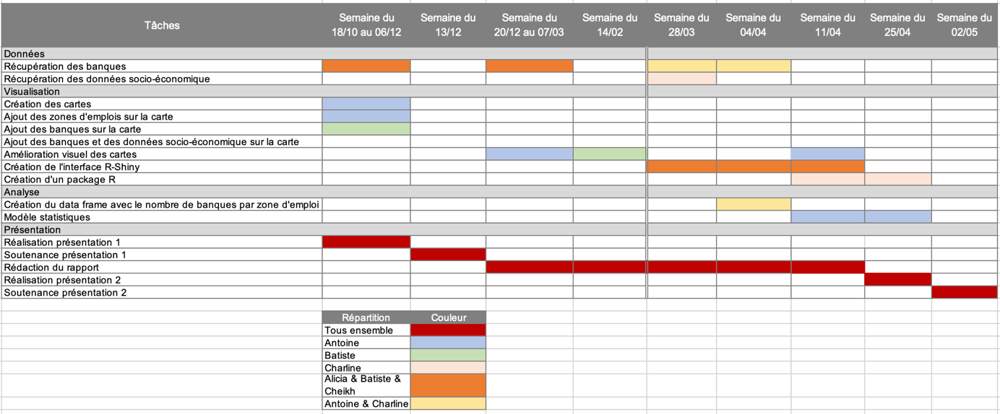 Tâches
Semaine du
18/10 au 06/12
Semaine du
13/12
Semaine du
20/12 au 07/03
Semaine du
14/02
Semaine du
28/03
Semaine du
04/04
Semaine du
11/04
Semaine du
25/04
Semaine du
02/05
Données
Récupération des banques
Récupération des données socio-économique
Visualisation
Création des cartes
Ajout des zones d'emplois sur la carte
Ajout des banques sur la carte
Ajout des banques et des données socio-économique sur la carte
Amélioration visuel des cartes
Création de l'interface R-Shiny
Création d'un package R
Analyse
Création du data frame avec le nombre de banques par zone d'emploi
Modèle statistiques
Présentation
Réalisation présentation 1
Soutenance présentation 1
Rédaction du rapport
Réalisation présentation 2
Soutenance présentation 2
Répartition Couleur
Tous ensemble
Antoine
Batiste
Charline
Alicia & Batiste &
Cheikh
Antoine & Charline